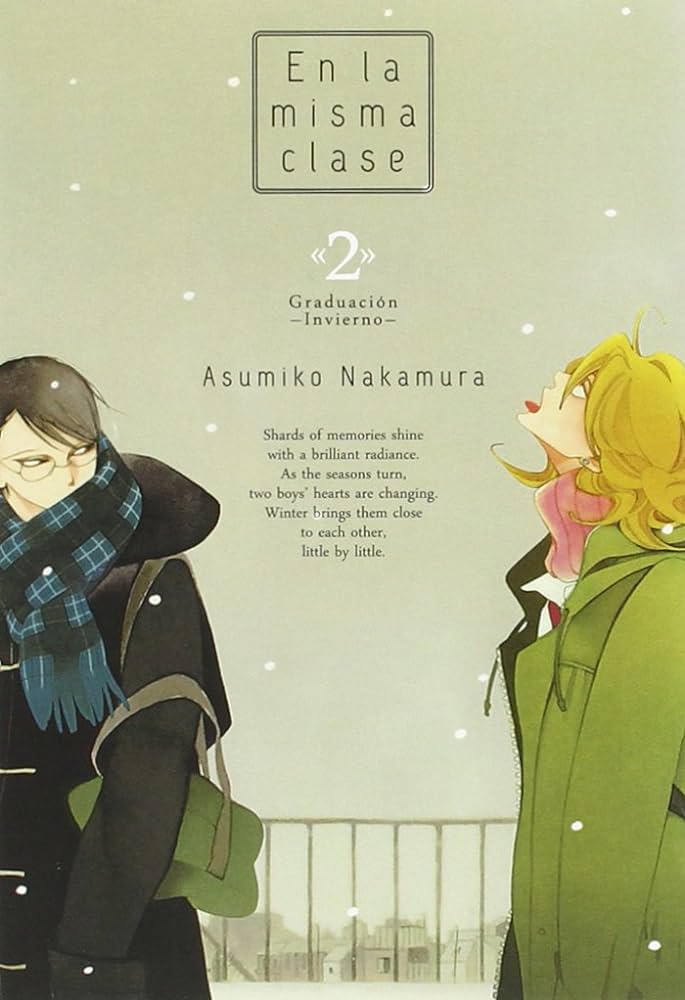 En la
misma
clase
«2»
Graduación
–Invierno–
Asumiko Nakamura
Shards of memories shine
with a brilliant radiance.
As the seasons turn,
two boys' hearts are changing.
Winter brings them close
to each other,
little by little.